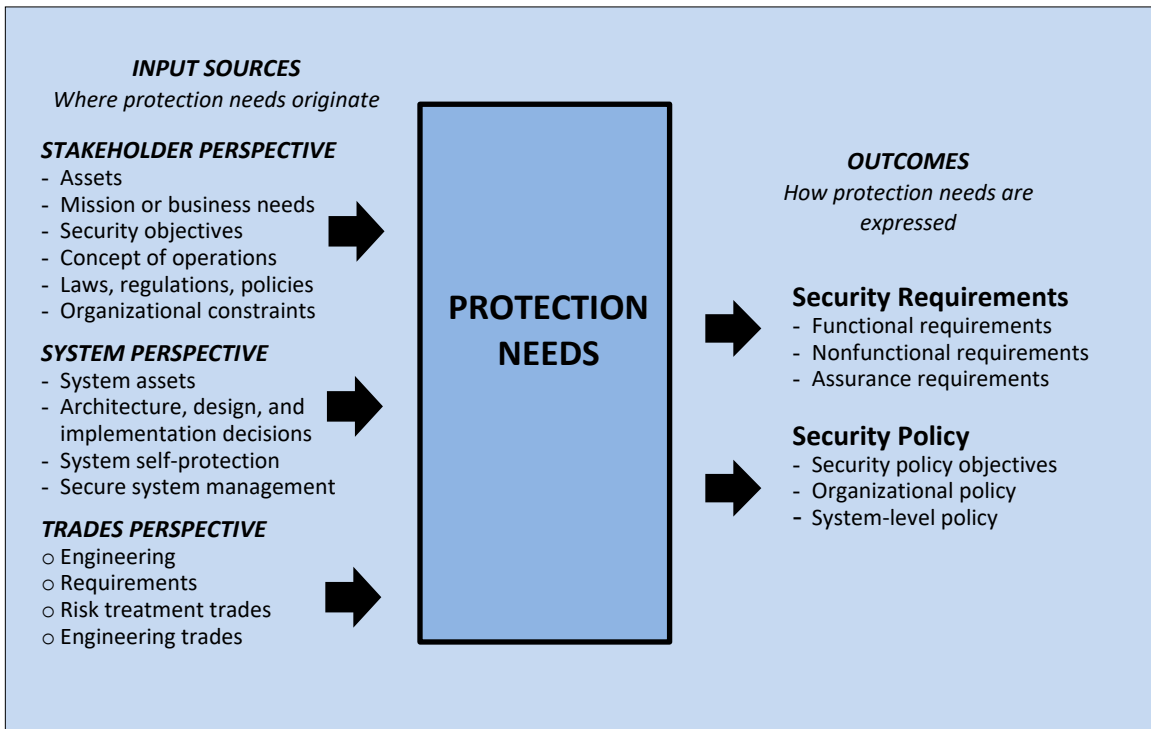 INPUT SOURCES
Where protection needs originate
STAKEHOLDER PERSPECTIVE
- Assets
- Mission or business needs
- Security objectives
- Concept of operations
- Laws, regulations, policies
- Organizational constraints
SYSTEM PERSPECTIVE
- System assets
- Architecture, design, and
implementation decisions
- System self-protection
- Secure system management
TRADES PERSPECTIVE
o Engineering
o Requirements
o Risk treatment trades
o Engineering trades
PROTECTION
NEEDS
OUTCOMES
How protection needs are
expressed
Security Requirements
- Functional requirements
- Nonfunctional requirements
- Assurance requirements
Security Policy
- Security policy objectives
- Organizational policy
- System-level policy